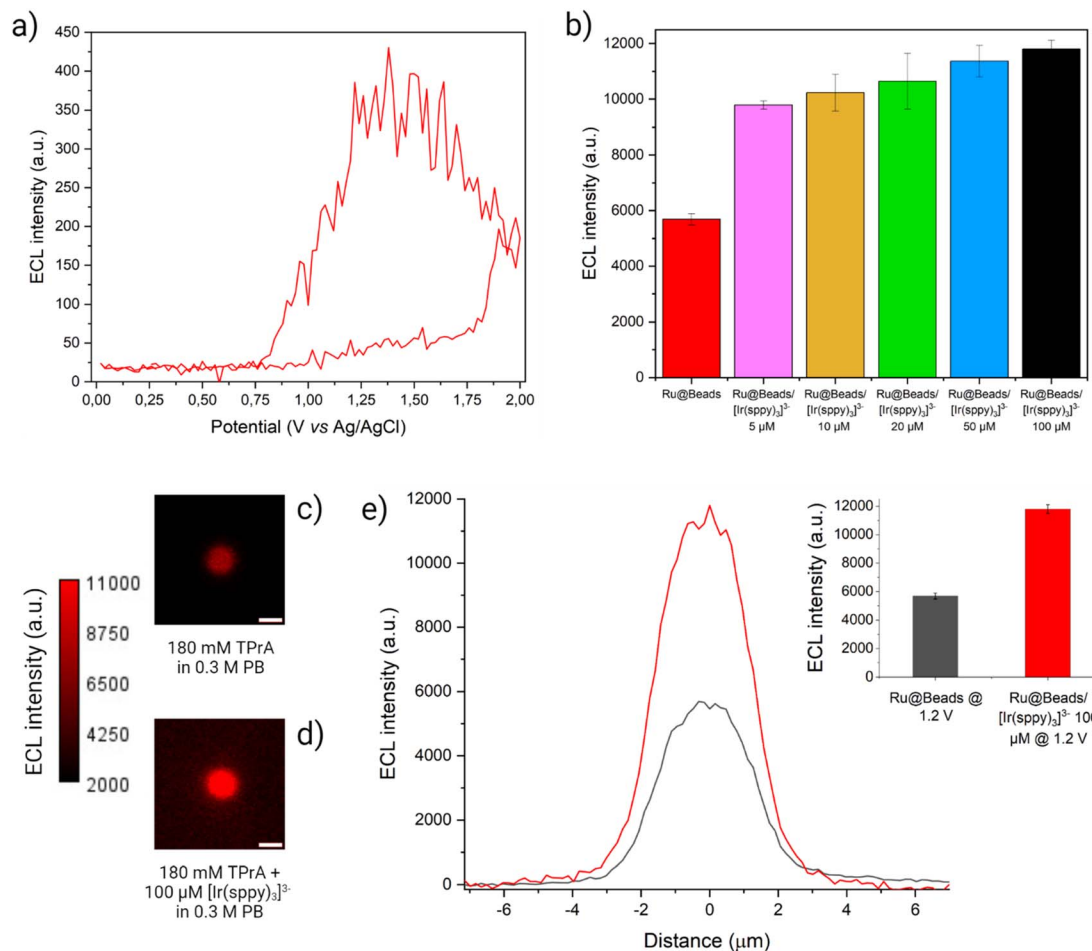 a)
450
400
350
300
250
200
150
100
50
0
ECL intensity (a.u.)
0,00 0,25 0,50 0,75 1,00 1,25 1,50 1,75 2,00
Potential (V vs Ag/AgCl)
b)
12000
10000
8000
6000
4000
2000
0
ECL intensity (a.u.)
Ru@Beads Ru@Beads/ Ru@Beads/ Ru@Beads/ Ru@Beads/ Ru@Beads/
[Ir(sppy)₃]³⁻ [Ir(sppy)₃]³⁻ [Ir(sppy)₃]³⁻ [Ir(sppy)₃]³⁻ [Ir(sppy)₃]³⁻
5 µM 10 µM 20 µM 50 µM 100 µM
c)
180 mM TPrA
in 0.3 M PB
ECL intensity (a.u.)
11000
8750
6500
4250
2000
d)
180 mM TPrA +
100 µM [Ir(sppy)₃]³⁻
in 0.3 M PB
e)
12000
10000
8000
6000
4000
2000
0
ECL intensity (a.u.)
-6 -4 -2 0 2 4 6
Distance (µm)
12000
10000
8000
6000
4000
2000
0
ECL intensity (a.u.)
Ru@Beads @
1.2 V
Ru@Beads/
[Ir(sppy)₃]³⁻ 10
µM @ 1.2 V